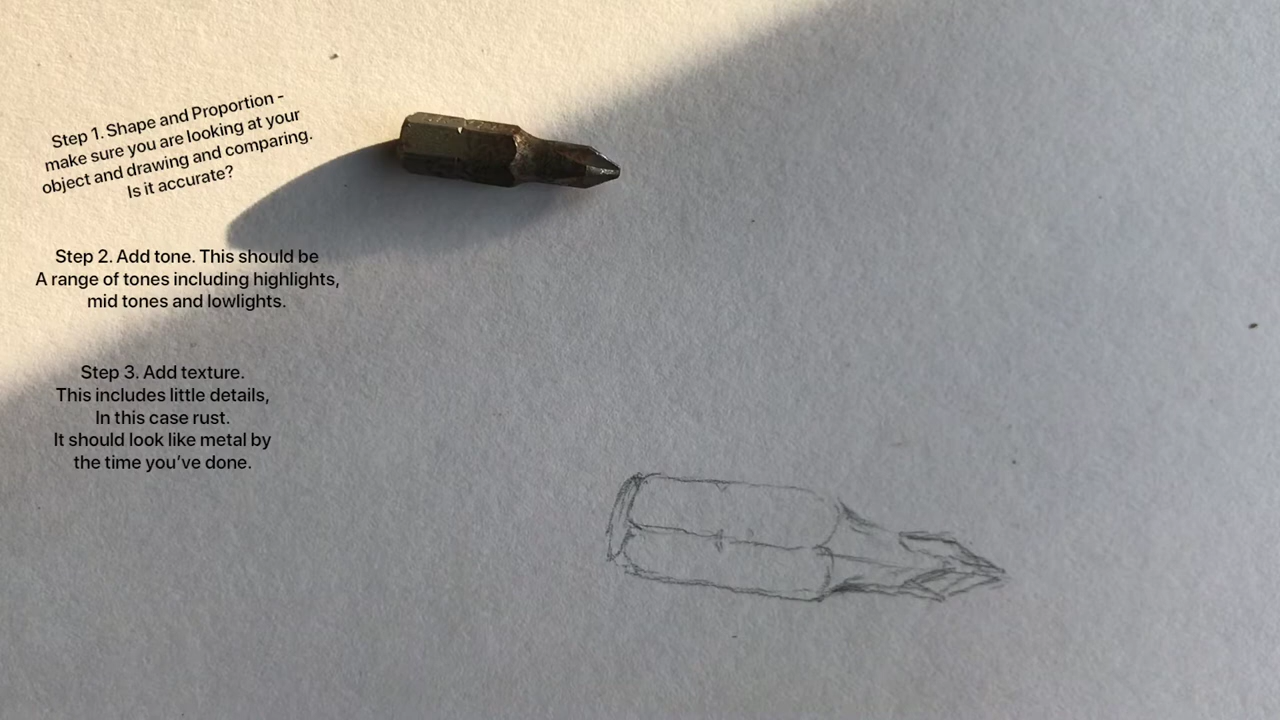 Step 1. Shape and Proportion -
make sure you are looking at your
object and drawing and comparing.
Is it accurate?
Step 2. Add tone. This should be
A range of tones including highlights,
mid tones and lowlights.
Step 3. Add texture.
This includes little details,
In this case rust.
It should look like metal by
the time you’ve done.